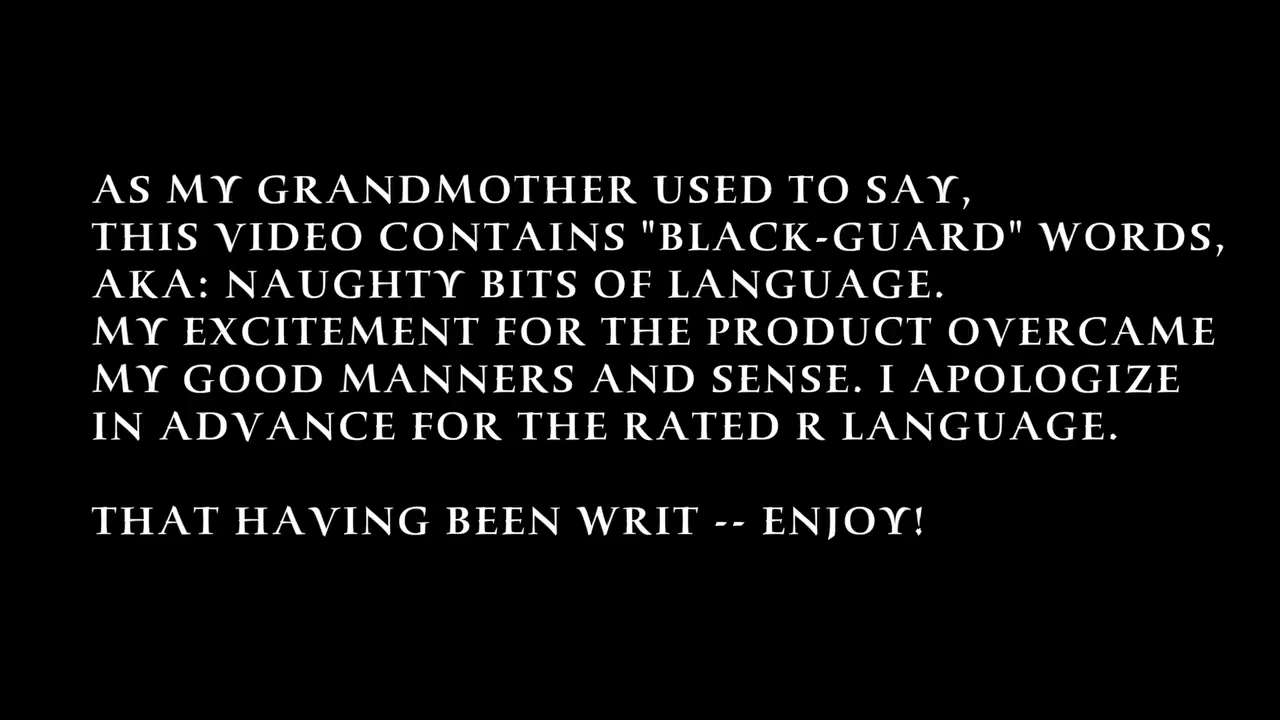 AS MY GRANDMOTHER USED TO SAY,
THIS VIDEO CONTAINS "BLACK-GUARD" WORDS,
AKA: NAUGHTY BITS OF LANGUAGE.
MY EXCITEMENT FOR THE PRODUCT OVERCAME
MY GOOD MANNERS AND SENSE. I APOLOGIZE
IN ADVANCE FOR THE RATED R LANGUAGE.
THAT HAVING BEEN WRIT -- ENJOY!